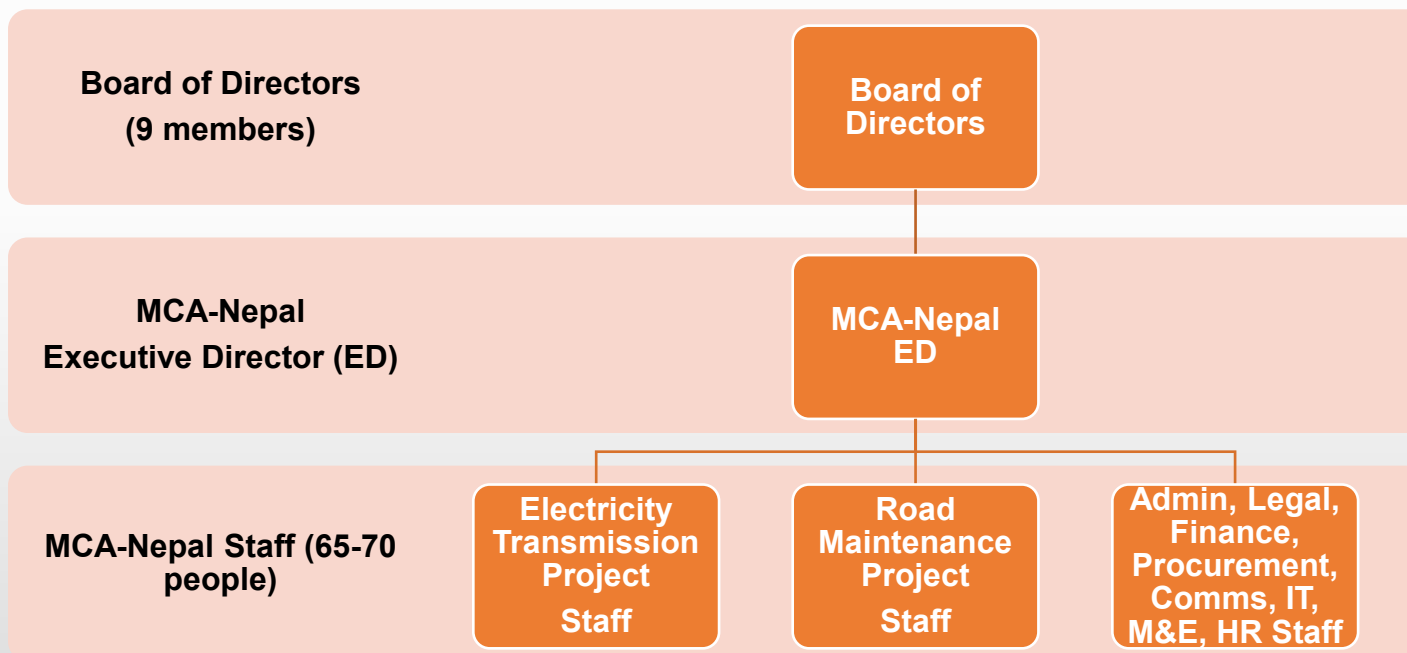 Board of Directors
(9 members)
Board of
Directors
MCA-Nepal
Executive Director (ED)
MCA-Nepal
ED
MCA-Nepal Staff (65-70
people)
Electricity
Transmission
Project
Staff
Road
Maintenance
Project
Staff
Admin, Legal,
Finance,
Procurement,
Comms, IT,
M&E, HR Staff